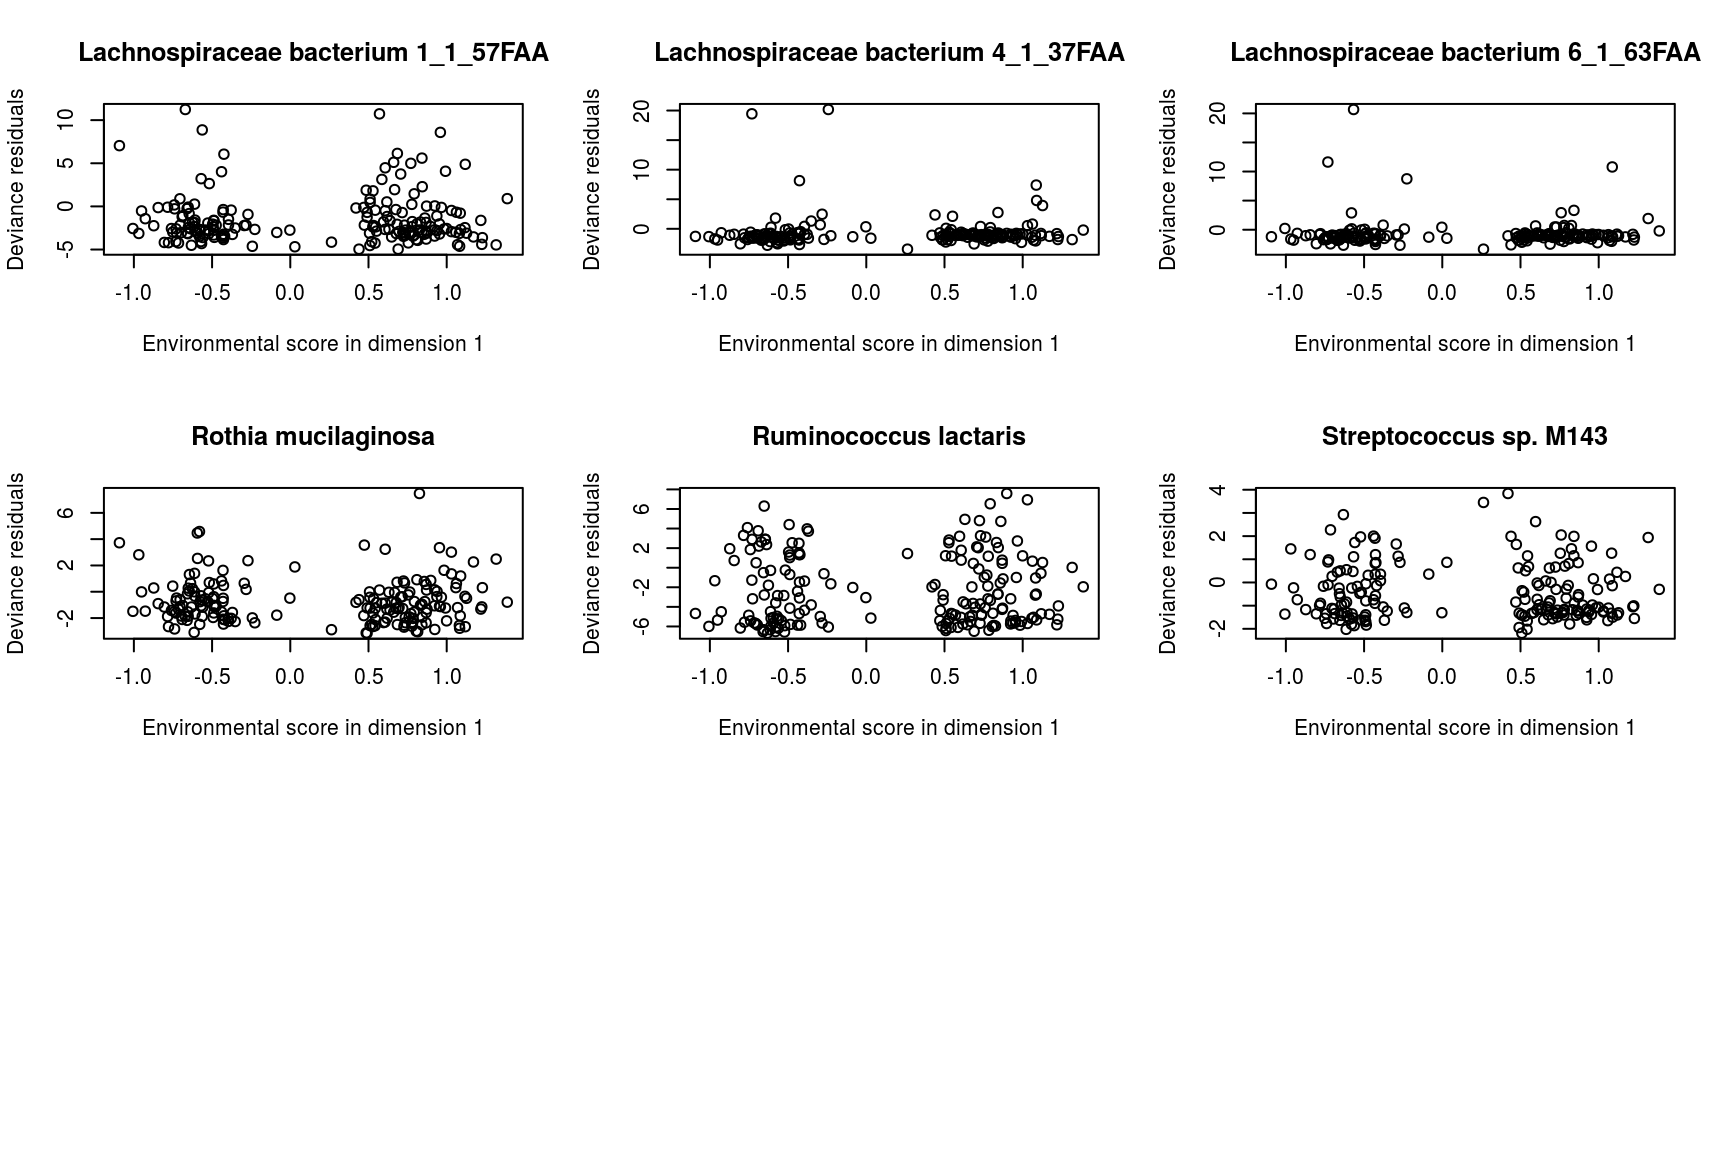 Lachnospiraceae bacterium 1_1_57FAA
Deviance residuals
10
5
0
-5
-1.0 -0.5 0.0 0.5 1.0
Environmental score in dimension 1
Lachnospiraceae bacterium 4_1_37FAA
Deviance residuals
20
10
0
-1.0 -0.5 0.0 0.5 1.0
Environmental score in dimension 1
Lachnospiraceae bacterium 6_1_63FAA
Deviance residuals
20
10
0
-1.0 -0.5 0.0 0.5 1.0
Environmental score in dimension 1
Rothia mucilaginosa
Deviance residuals
6
2
-2
-1.0 -0.5 0.0 0.5 1.0
Environmental score in dimension 1
Ruminococcus lactaris
Deviance residuals
6
2
-2
-6
-1.0 -0.5 0.0 0.5 1.0
Environmental score in dimension 1
Streptococcus sp. M143
Deviance residuals
4
2
0
-2
-1.0 -0.5 0.0 0.5 1.0
Environmental score in dimension 1